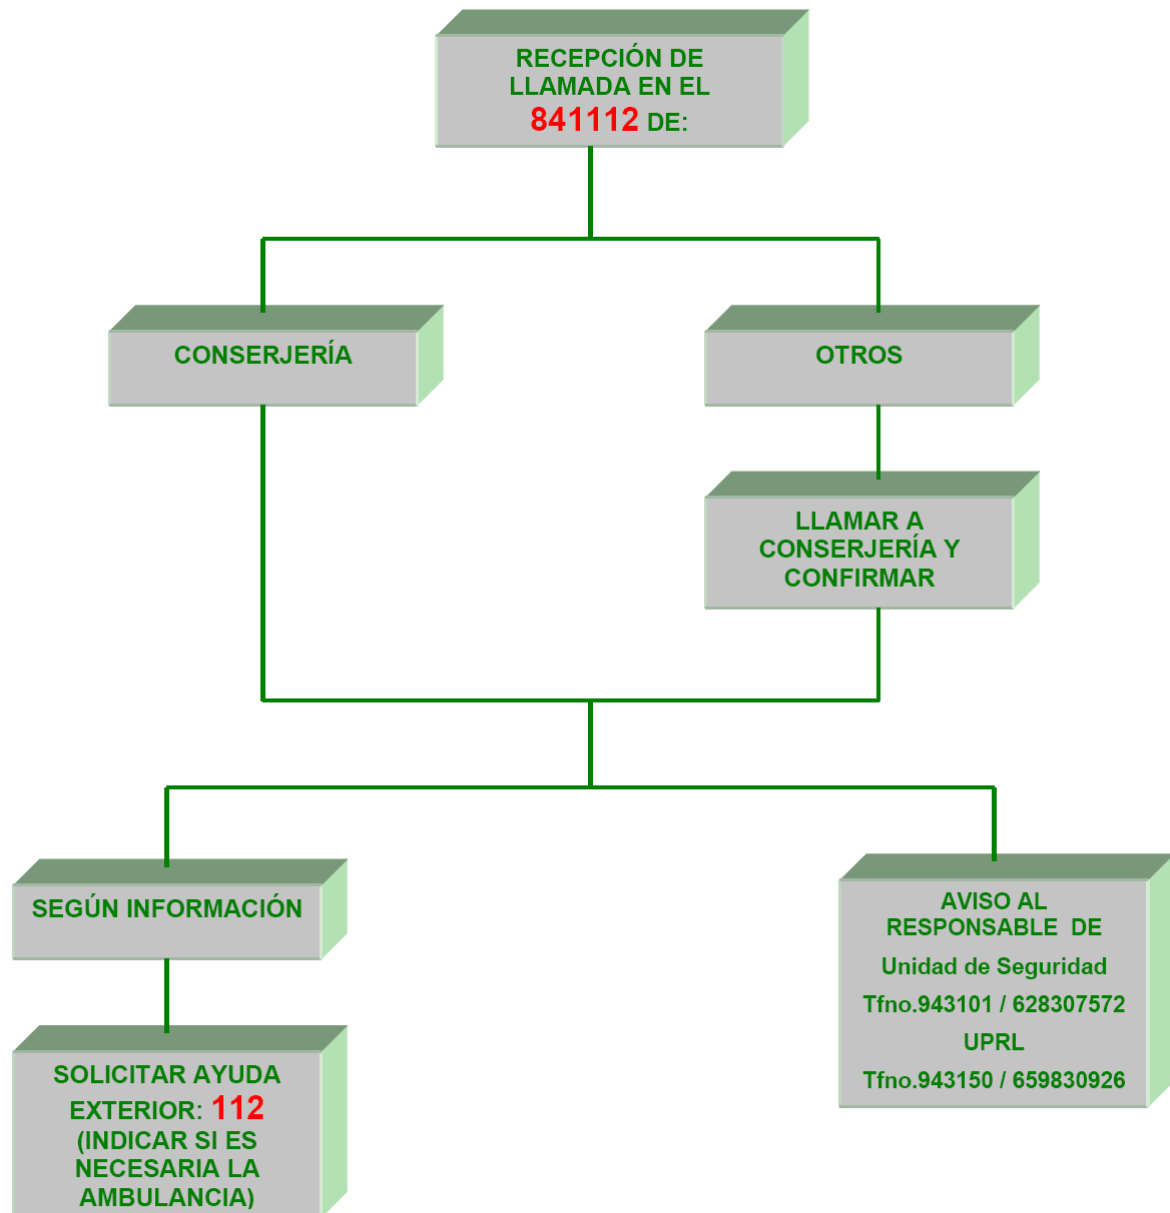 RECEPCIÓN DE
LLAMADA EN EL
841112 DE:
CONSERJERÍA
OTROS
LLAMAR A
CONSERJERÍA Y
CONFIRMAR
SEGÚN INFORMACIÓN
SOLICITAR AYUDA
EXTERIOR: 112
(INDICAR SI ES
NECESARIA LA
AMBULANCIA)
AVISO AL
RESPONSABLE DE
Unidad de Seguridad
Tfno.943101 / 628307572
UPRL
Tfno.943150 / 659830926